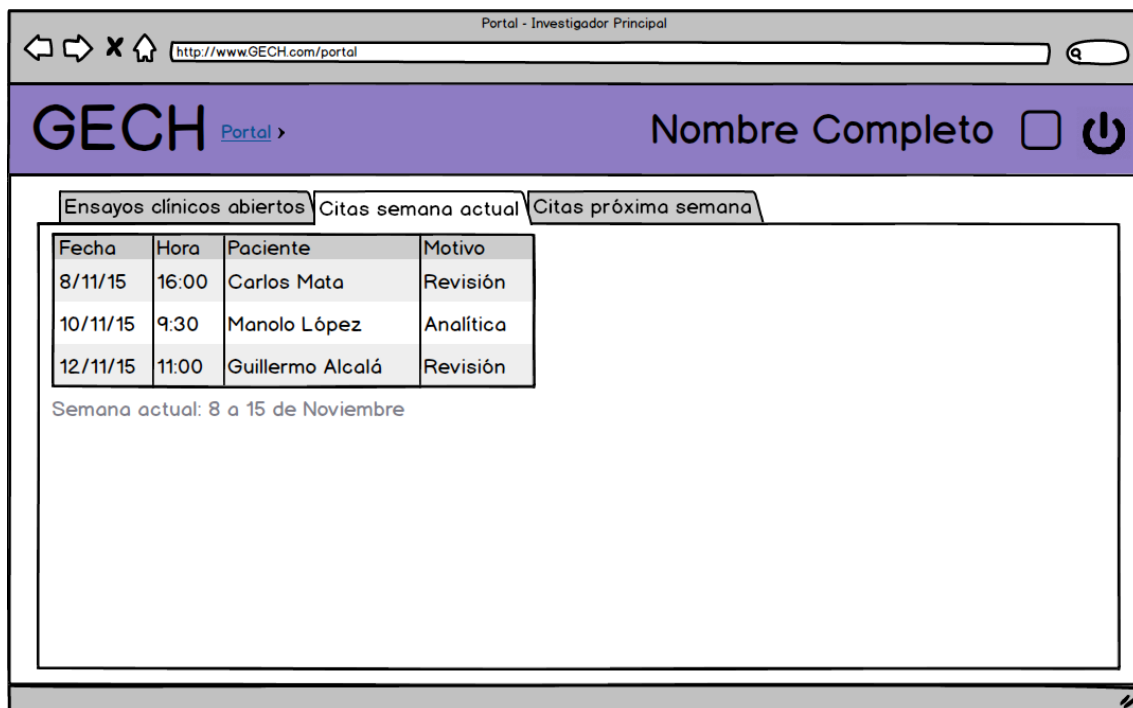 Portal - Investigador Principal
http://www.GECH.com/portal
GECH Portal > Nombre Completo
Ensayos clínicos abiertos Citas semana actual Citas próxima semana
Fecha Hora Paciente Motivo
8/11/15 16:00 Carlos Mata Revisión
10/11/15 9:30 Manolo López Analítica
12/11/15 11:00 Guillermo Alcalá Revisión
Semana actual: 8 a 15 de Noviembre